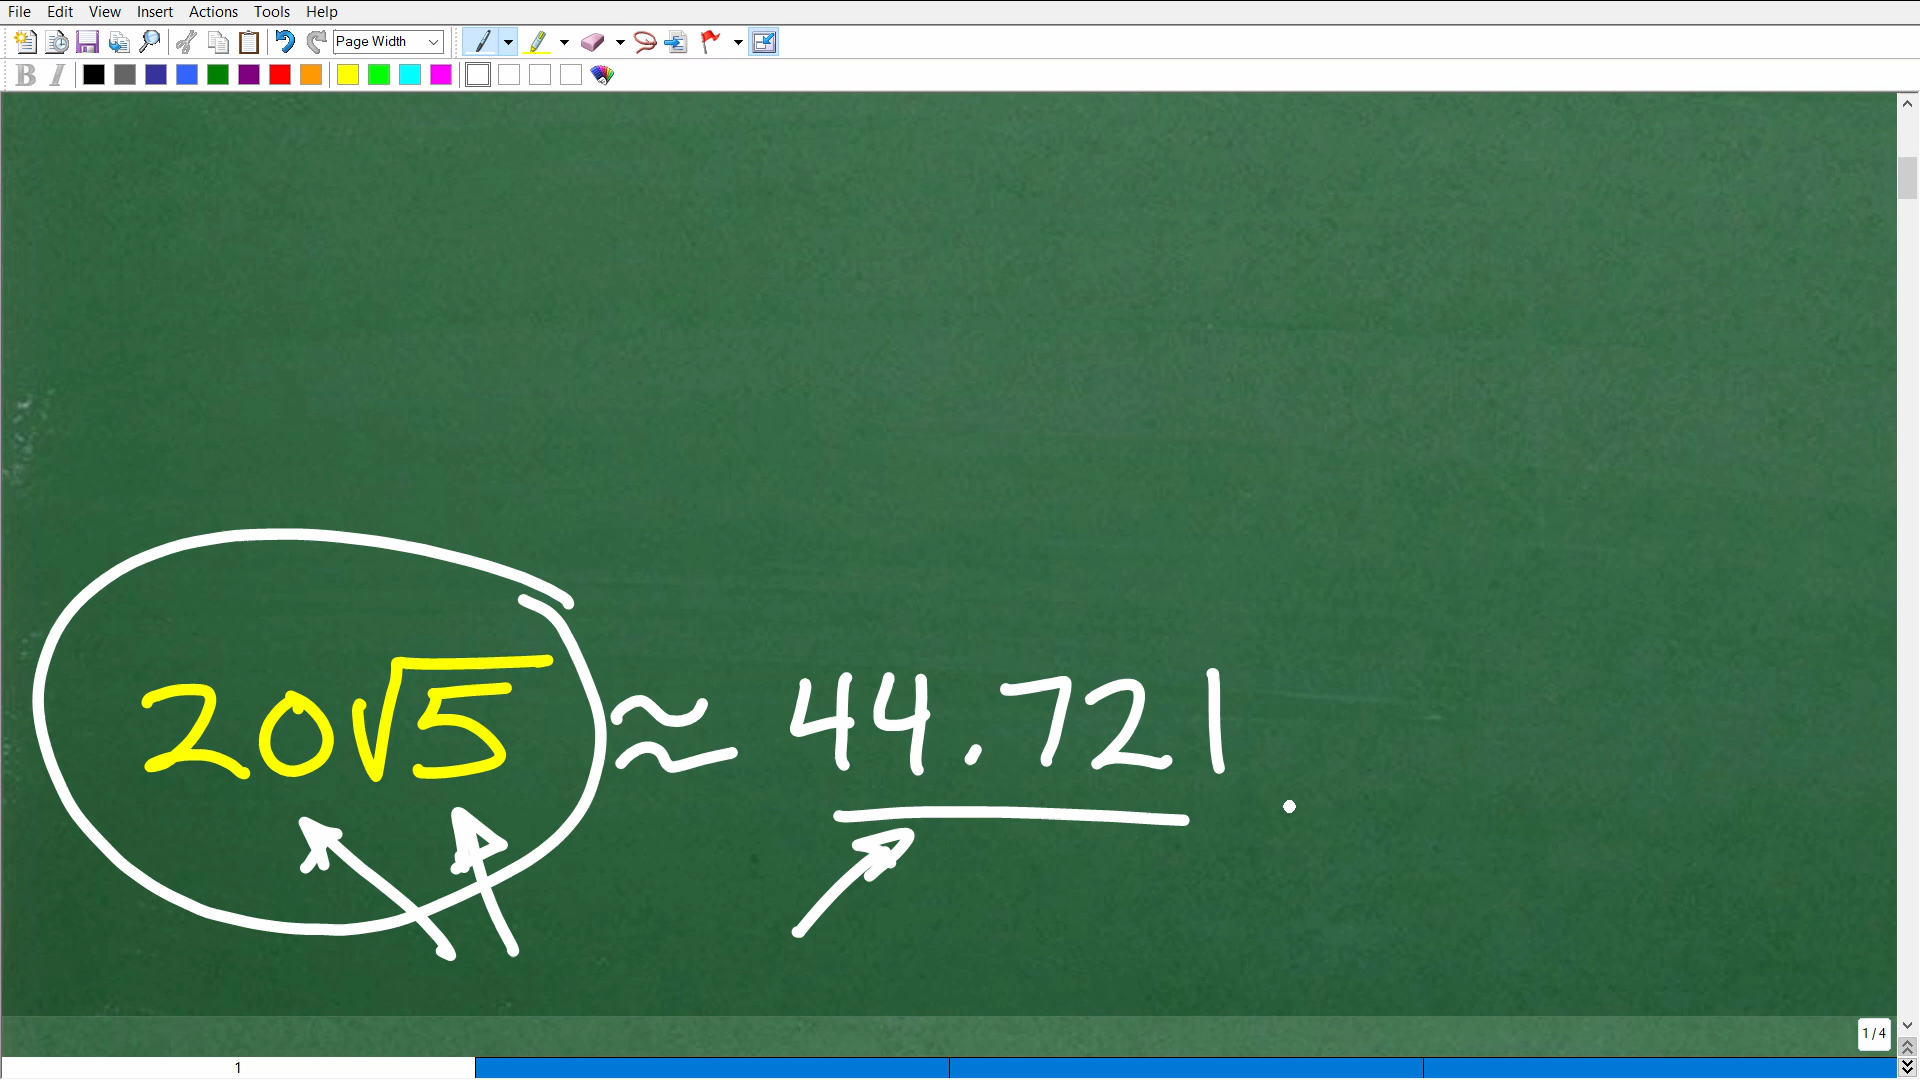 File Edit View Insert Actions Tools Help
Page Width
B I
20√5 ≈ 44.721
1 / 4
1